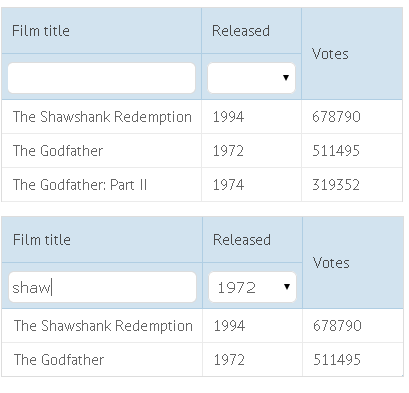 Film title Released Votes
The Shawshank Redemption 1994 678790
The Godfather 1972 511495
The Godfather: Part II 1974 319352
Film title Released Votes
shaw 1972
The Shawshank Redemption 1994 678790
The Godfather 1972 511495